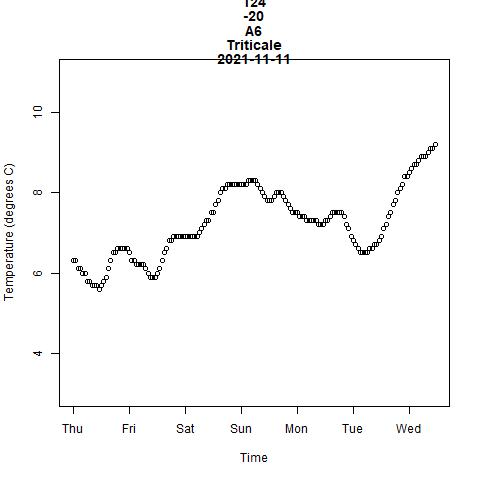 124
-20
A6
Triticale
2021-11-11
Temperature (degrees C)
10
8
6
4
Thu Fri Sat Sun Mon Tue Wed
Time